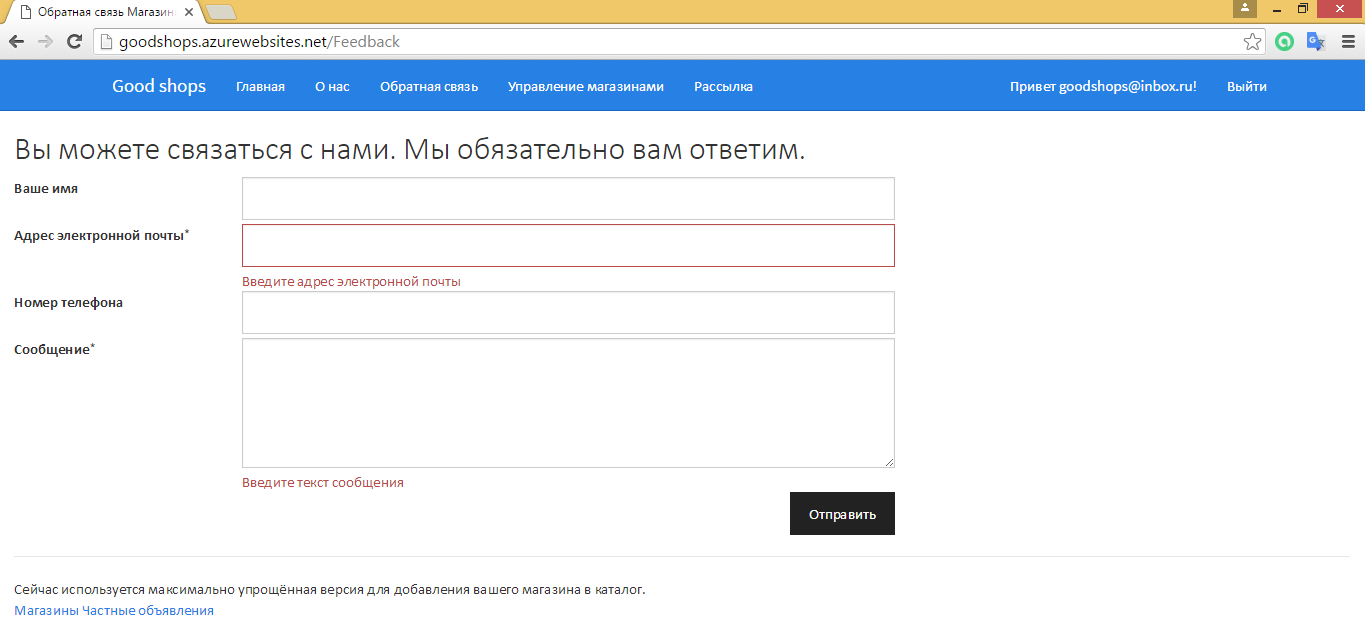 Обратная связь Магазин
goodshops.azurewebsites.net/Feedback
Good shops Главная О нас Обратная связь Управление магазинами Рассылка Привет goodshops@inbox.ru! Выйти
Вы можете связаться с нами. Мы обязательно вам ответим.
Ваше имя
Адрес электронной почты*
Введите адрес электронной почты
Номер телефона
Сообщение*
Введите текст сообщения
Отправить
Сейчас используется максимально упрощённая версия для добавления вашего магазина в каталог.
Магазины Частные объявления